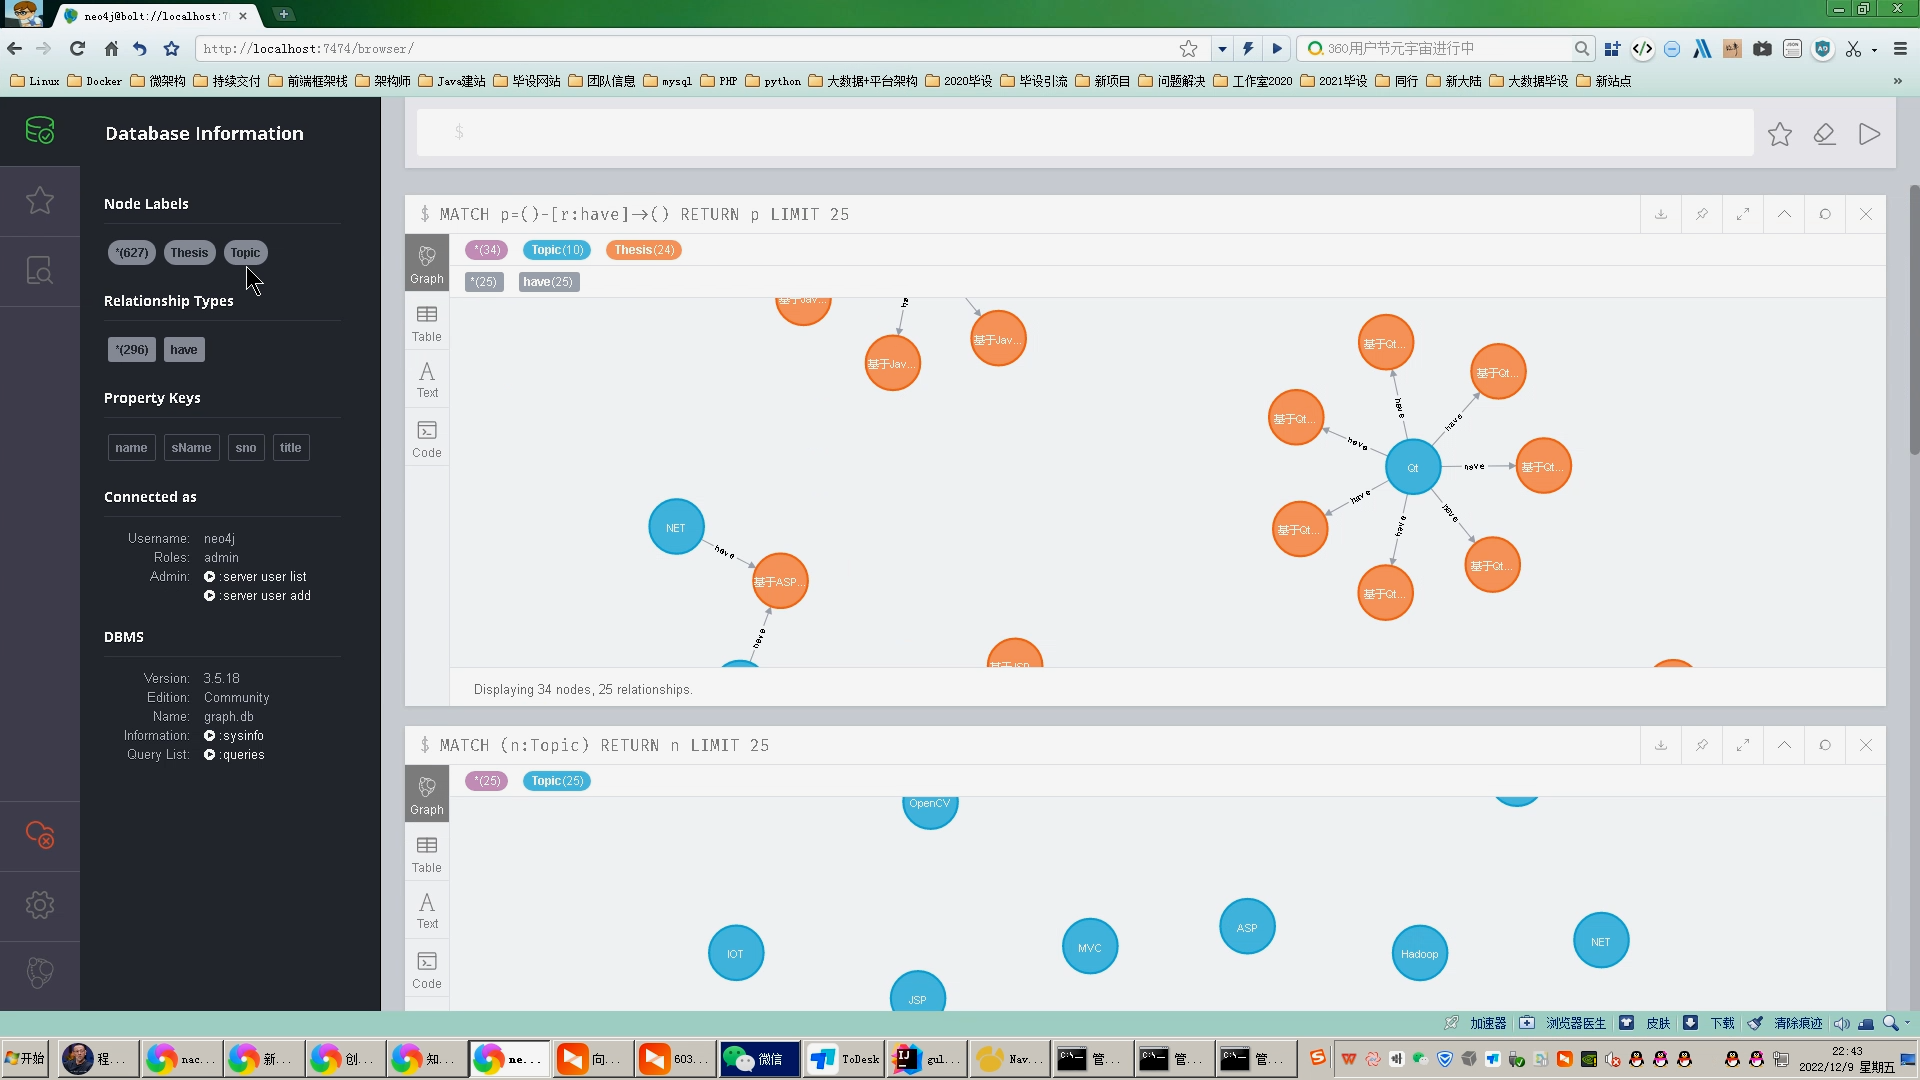 neo4j@bolt://localhost:7
http://localhost:7474/browser/
360用户节元宇宙进行中
Linux Docker 微架构 持续交付 前端框架栈 架构师 Java建站 毕设网站 团队信息 mysql PHP python 大数据+平台架构 2020毕设 毕设引流 新项目 问题解决 工作室2020 2021毕设 同行 新大陆 大数据毕设 新站点 »
Database Information
Node Labels
*(627) Thesis Topic
Relationship Types
*(296) have
Property Keys
name sName sno title
Connected as
Username: neo4j
Roles: admin
Admin: :server user list
:server user add
DBMS
Version: 3.5.18
Edition: Community
Name: graph.db
Information: :sysinfo
Query List: :queries
$
$ MATCH p=()-[r:have]->() RETURN p LIMIT 25
*(34) Topic(10) Thesis(24)
*(25) have(25)
Graph
Table
Text
Code
基于Jav...
基于Jav...
基于Jav...
have
基于Qt...
基于Qt...
基于Qt...
基于Qt...
基于Qt...
基于Qt...
基于Qt...
Qt
have
have
have
have
have
have
have
NET
have
基于ASP...
have
基于JSP...
Displaying 34 nodes, 25 relationships.
$ MATCH (n:Topic) RETURN n LIMIT 25
*(25) Topic(25)
Graph
Table
Text
Code
OpenCV
IOT
JSP
MVC
ASP
Hadoop
NET
加速器 浏览器医生 皮肤 下载 清除痕迹
开始 程... nac... 新... 创... 知... ne... 向... 603... 微信 ToDesk gul... Nav... 管... 管... 管...
22:43
2022/12/9 星期五